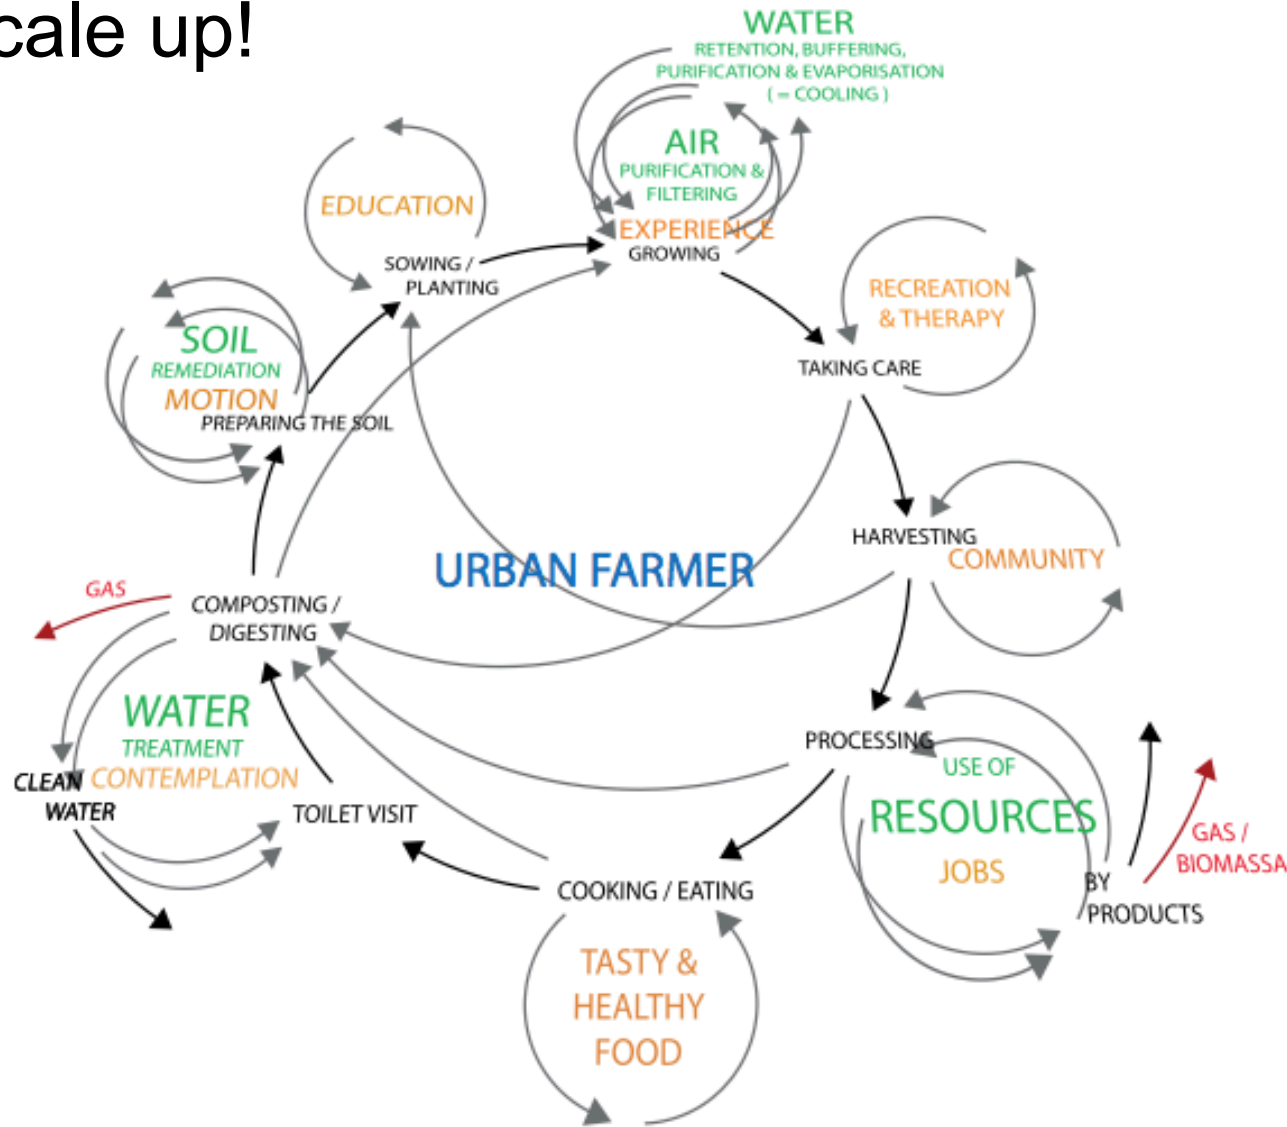 cale up!
WATER
RETENTION, BUFFERING,
PURIFICATION & EVAPORISATION
( = COOLING )
AIR
PURIFICATION &
FILTERING
EXPERIENCE
GROWING
EDUCATION
SOWING /
PLANTING
RECREATION
& THERAPY
TAKING CARE
SOIL
REMEDIATION
MOTION
PREPARING THE SOIL
HARVESTING
COMMUNITY
URBAN FARMER
GAS
COMPOSTING /
DIGESTING
WATER
TREATMENT
CONTEMPLATION
CLEAN
WATER
TOILET VISIT
PROCESSING
USE OF
RESOURCES
JOBS
GAS /
BIOMASSA
BY
PRODUCTS
COOKING / EATING
TASTY &
HEALTHY
FOOD